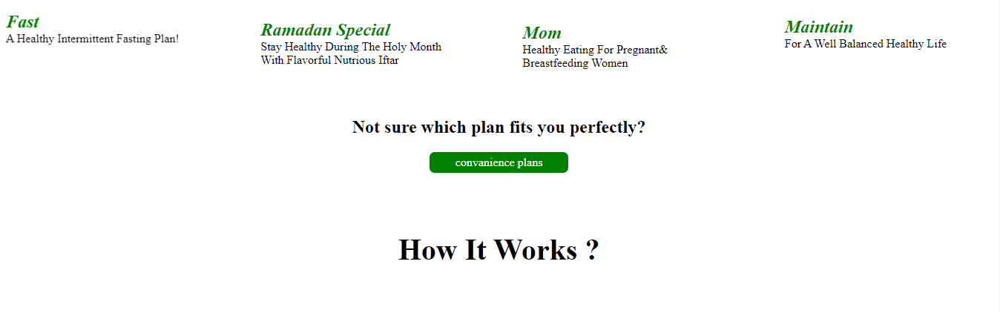 Fast
A Healthy Intermittent Fasting Plan!
Ramadan Special
Stay Healthy During The Holy Month
With Flavorful Nutrious Iftar
Mom
Healthy Eating For Pregnant&
Breastfeeding Women
Maintain
For A Well Balanced Healthy Life
Not sure which plan fits you perfectly?
convanience plans
How It Works ?